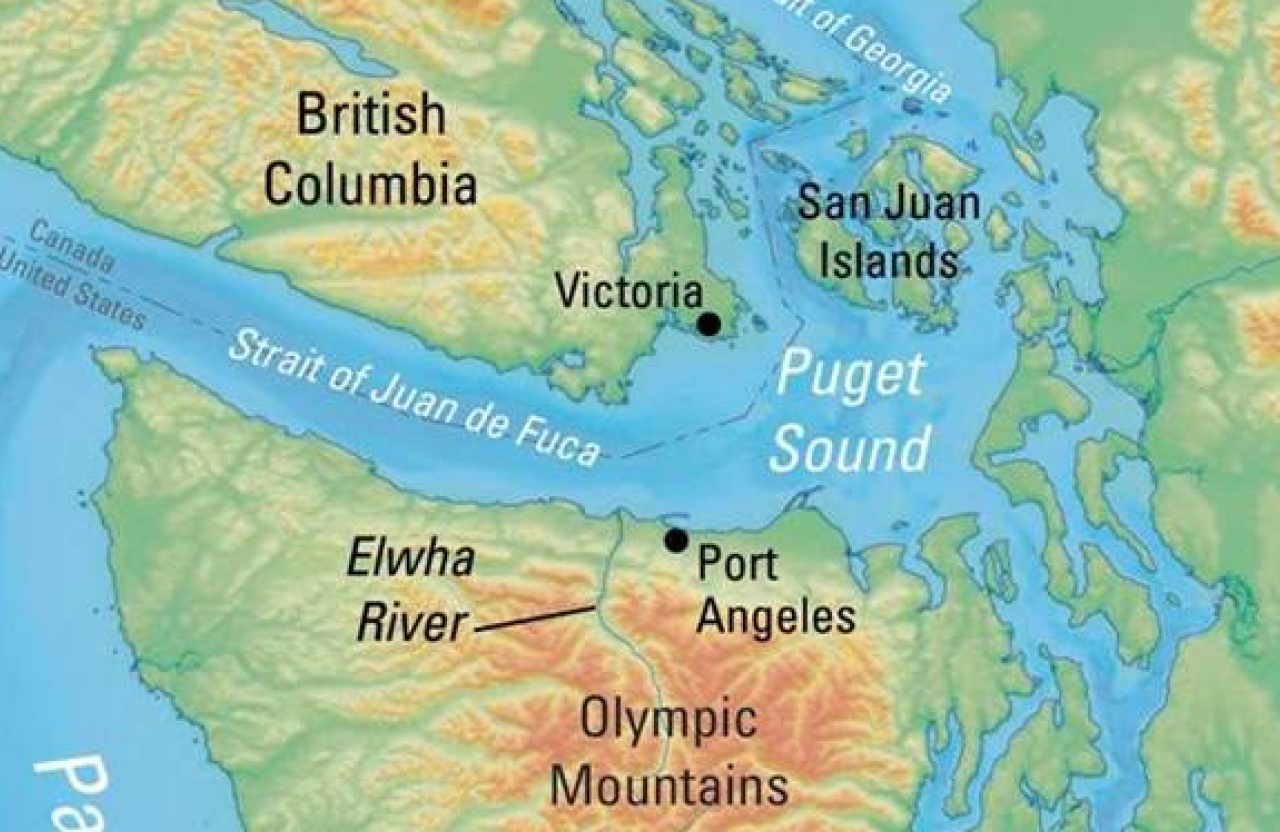 of Georgia
British
Columbia
San Juan
Islands
Canada
United States
Victoria
Strait of Juan de Fuca
Puget
Sound
Elwha
River
Port
Angeles
Olympic
Mountains
Pa